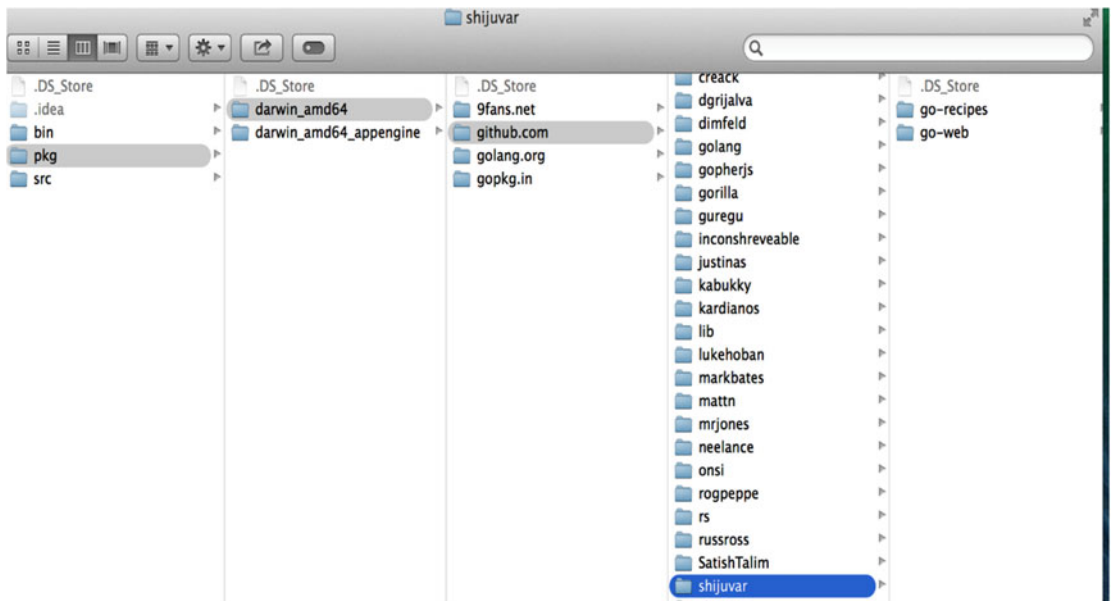 shijuvar
.DS_Store
.idea
bin
pkg
src
.DS_Store
darwin_amd64
darwin_amd64_appengine
.DS_Store
9fans.net
github.com
golang.org
gopkg.in
creack
dgrijalva
dimfeld
golang
gopherjs
gorilla
guregu
inconshreveable
justinas
kabukky
kardianos
lib
lukehoban
markbates
mattn
mrjones
neelance
onsi
rogpeppe
rs
russross
SatishTalim
shijuvar
.DS_Store
go-recipes
go-web